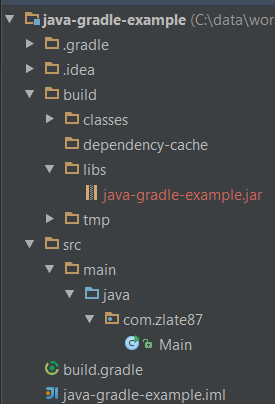 java-gradle-example (C:\data\wor
.gradle
.idea
build
classes
dependency-cache
libs
java-gradle-example.jar
tmp
src
main
java
com.zlate87
Main
build.gradle
java-gradle-example.iml